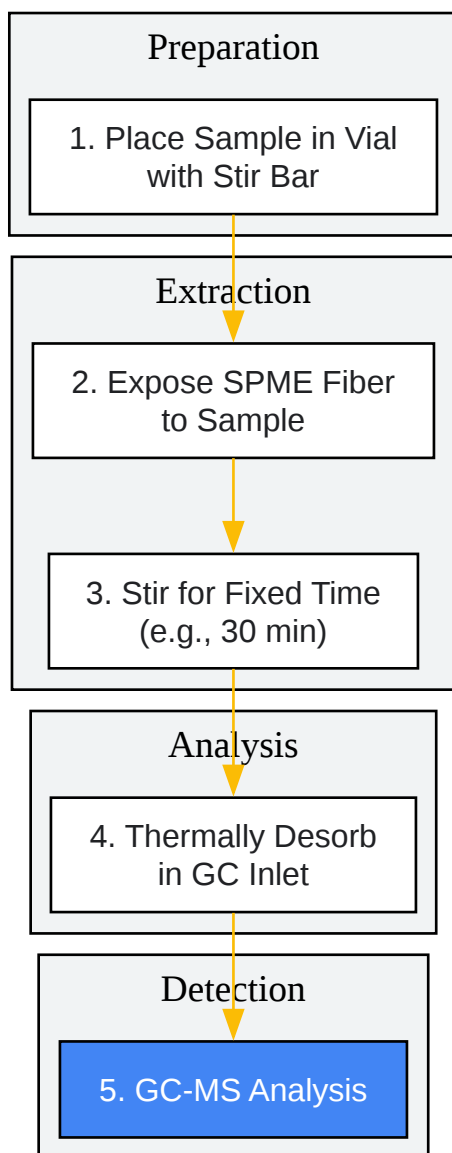 Preparation
1. Place Sample in Vial
with Stir Bar
Extraction
2. Expose SPME Fiber
to Sample
3. Stir for Fixed Time
(e.g., 30 min)
Analysis
4. Thermally Desorb
in GC Inlet
Detection
5. GC-MS Analysis